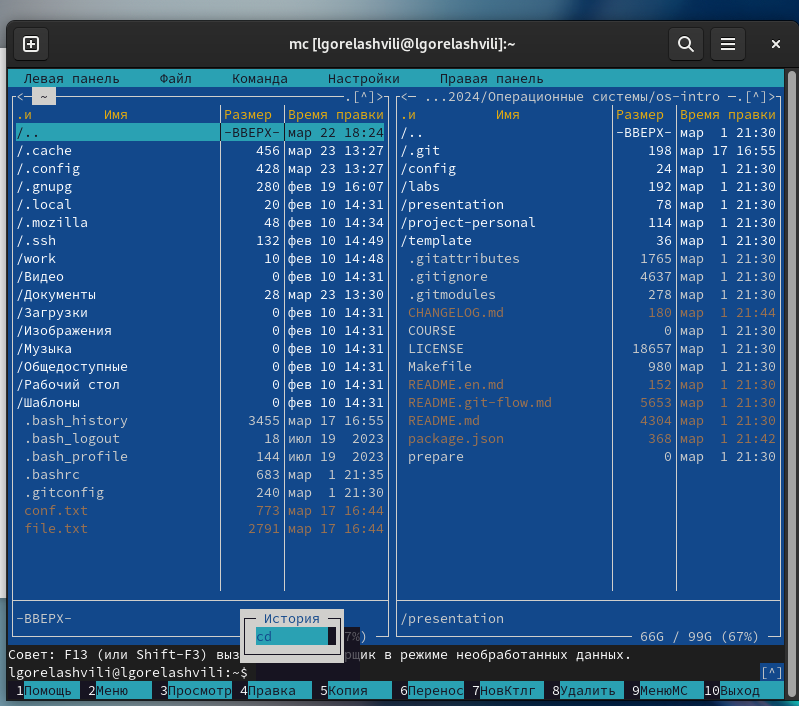 mc [lgorelashvili@lgorelashvili]:~
Левая панель Файл Команда Настройки Правая панель
<─ ~ .[^]> <─ ...2024/Операционные системы/os-intro ─.[^]>
.и Имя Размер Время правки .и Имя Размер Время правки
/.. -ВВЕРХ- мар 22 18:24 /.. -ВВЕРХ- мар 1 21:30
/.cache 456 мар 23 13:27 /.git 198 мар 17 16:55
/.config 428 мар 23 13:27 /config 24 мар 1 21:30
/.gnupg 280 фев 19 16:07 /labs 192 мар 1 21:30
/.local 20 фев 10 14:31 /presentation 78 мар 1 21:30
/.mozilla 48 фев 10 14:34 /project-personal 114 мар 1 21:30
/.ssh 132 фев 10 14:49 /template 36 мар 1 21:30
/work 10 фев 10 14:48 .gitattributes 1765 мар 1 21:30
/Видео 0 фев 10 14:31 .gitignore 4637 мар 1 21:30
/Документы 28 мар 23 13:30 .gitmodules 278 мар 1 21:30
/Загрузки 0 фев 10 14:31 CHANGELOG.md 180 мар 1 21:44
/Изображения 0 фев 10 14:31 COURSE 0 мар 1 21:30
/Музыка 0 фев 10 14:31 LICENSE 18657 мар 1 21:30
/Общедоступные 0 фев 10 14:31 Makefile 980 мар 1 21:30
/Рабочий стол 0 фев 10 14:31 README.en.md 152 мар 1 21:30
/Шаблоны 0 фев 10 14:31 README.git-flow.md 5653 мар 1 21:30
.bash_history 3455 мар 17 16:55 README.md 4304 мар 1 21:30
.bash_logout 18 июл 19 2023 package.json 368 мар 1 21:42
.bash_profile 144 июл 19 2023 prepare 0 мар 1 21:30
.bashrc 683 мар 1 21:35
.gitconfig 240 мар 1 21:30
conf.txt 773 мар 17 16:44
file.txt 2791 мар 17 16:44
-ВВЕРХ- /presentation
История
cd
7%) 66G / 99G (67%)
Совет: F13 (или Shift-F3) выз рщик в режиме необработанных данных.
lgorelashvili@lgorelashvili:~$ [^]
1Помощь 2Меню 3Просмотр 4Правка 5Копия 6Перенос 7НовКтлг 8Удалить 9МенюМС 10Выход